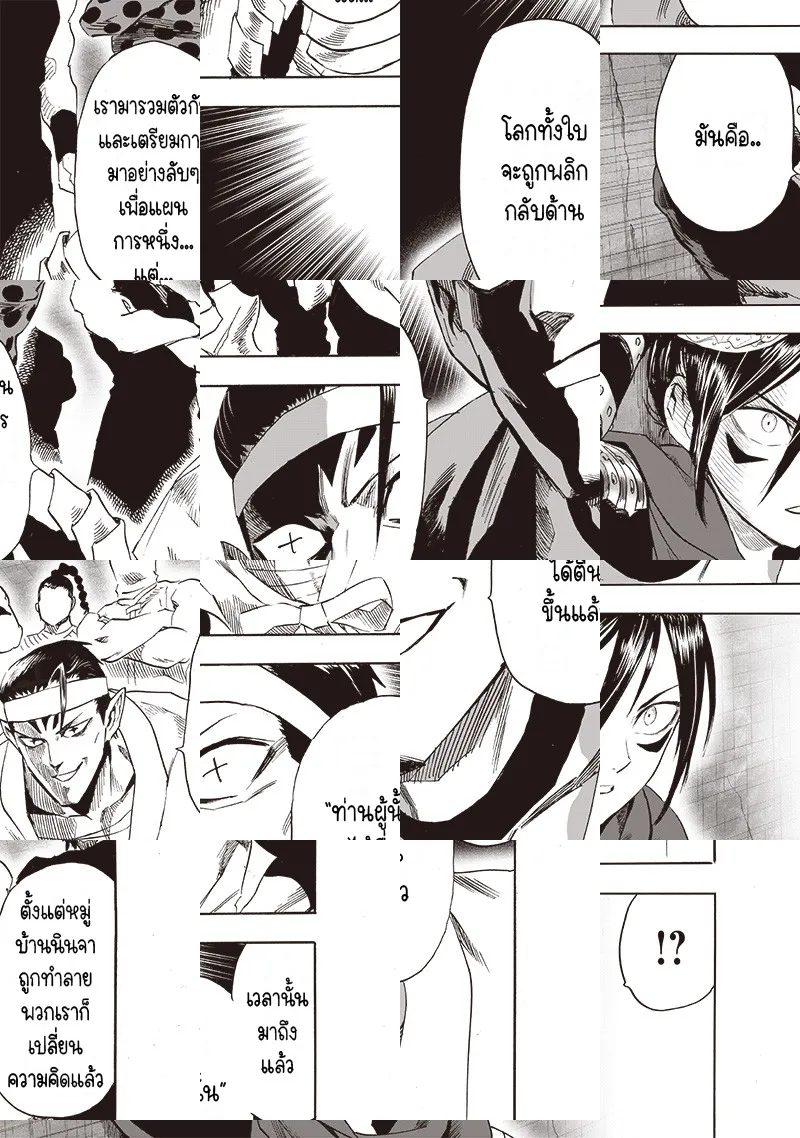 เรามารวมตัวกั
และเตรียมกา
มาอย่างลับๆ
เพื่อแผน
การหนึ่ง...
แต่...
โลกทั้งใบ
จะถูกพลิก
กลับด้าน
มันคือ..
น
ร
ได้ตื่น
ขึ้นแล้
"ท่านผู้นั้
ตั้งแต่หมู่
บ้านนินจา
ถูกทำลาย
พวกเราก็
เปลี่ยน
ความคิดแล้ว
เวลานั้น
มาถึง
แล้ว
ว
!?